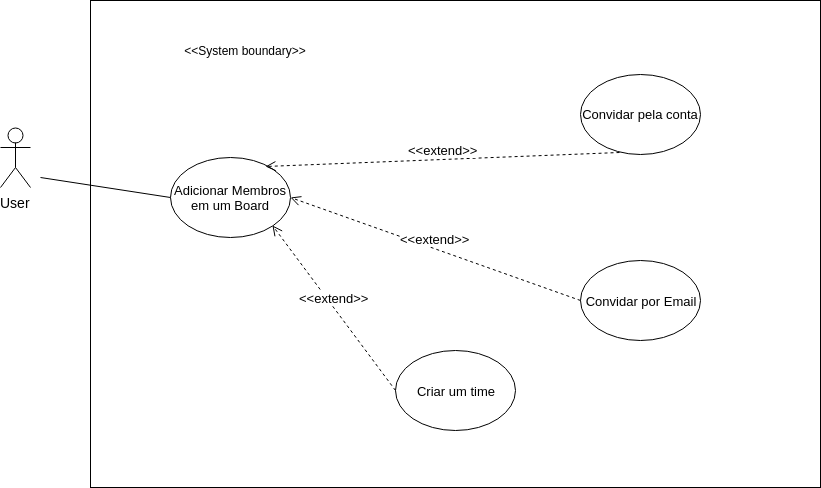 <<System boundary>>
Convidar pela conta
<<extend>>
Adicionar Membros
em um Board
User
<<extend>>
<<extend>>
Convidar por Email
Criar um time